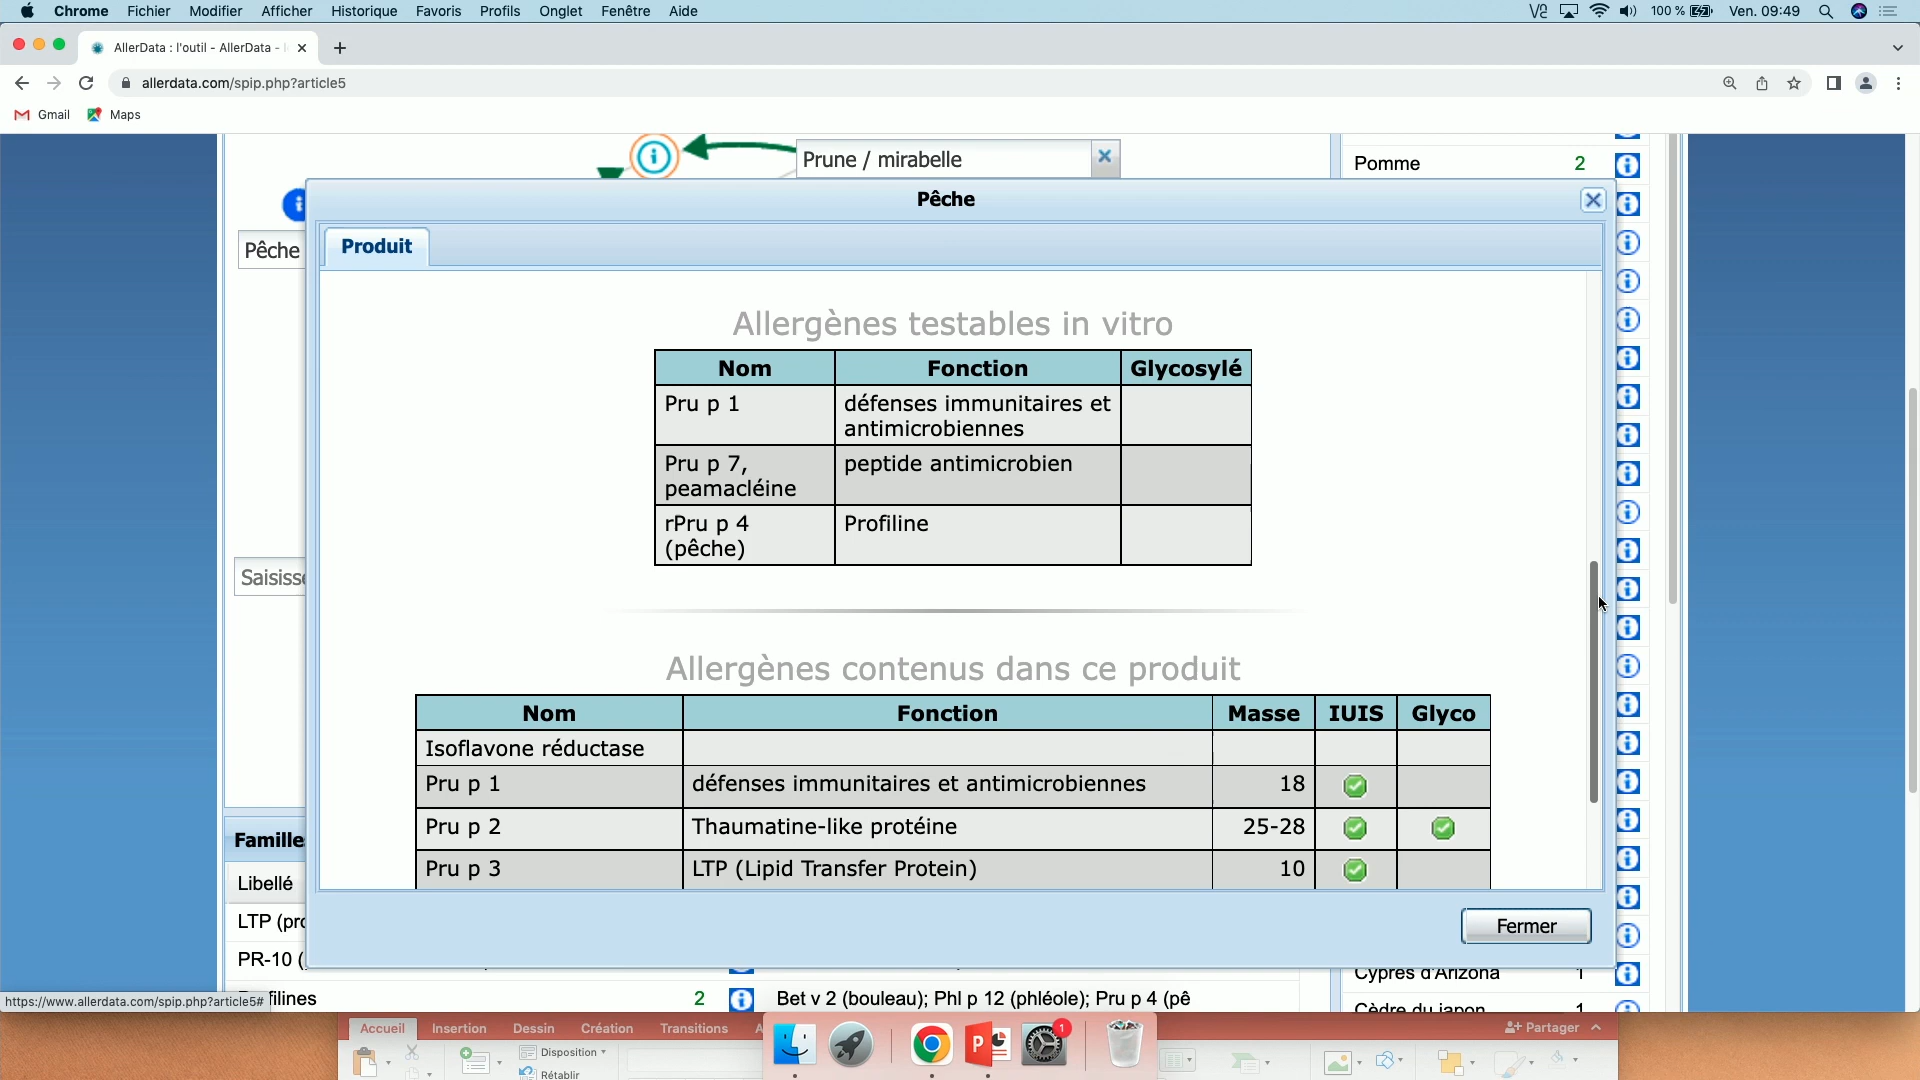 Chrome Fichier Modifier Afficher Historique Favoris Profils Onglet Fenêtre Aide 100 % Ven. 09:49
AllerData : l'outil - AllerData -
allerdata.com/spip.php?article5
Gmail Maps
Prune / mirabelle
Pomme 2
Pêche
Produit
Pêche
Allergènes testables in vitro
Nom Fonction Glycosylé
Pru p 1 défenses immunitaires et
antimicrobiennes
Pru p 7, peptide antimicrobien
peamacléine
rPru p 4 Profiline
(pêche)
Saisisse
Allergènes contenus dans ce produit
Nom Fonction Masse IUIS Glyco
Isoflavone réductase
Pru p 1 défenses immunitaires et antimicrobiennes 18
Pru p 2 Thaumatine-like protéine 25-28
Pru p 3 LTP (Lipid Transfer Protein) 10
Famille
Libellé
LTP (pro
PR-10 (
Fermer
Cyprès d'Arizona 1
https://www.allerdata.com/spip.php?article5#
filines 2 Bet v 2 (bouleau); Phl p 12 (phléole); Pru p 4 (pê
Cèdre du japon 1
Accueil Insertion Dessin Création Transitions A Partager
1
Disposition
Rétablir